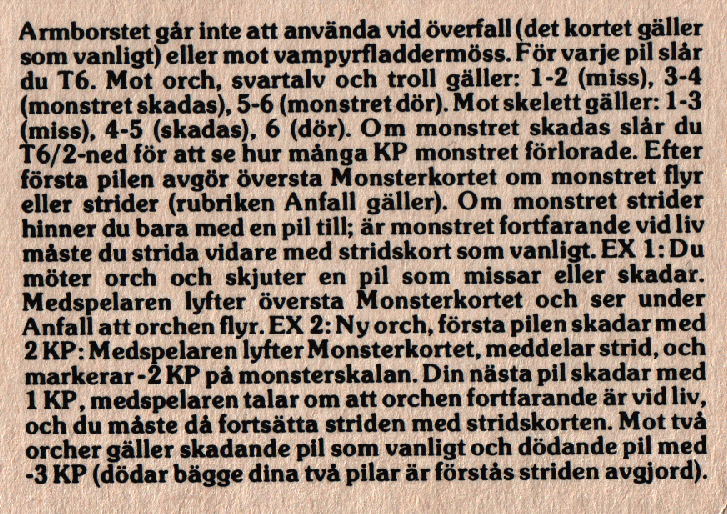 Armborstet går inte att använda vid överfall (det kortet gäller
som vanligt) eller mot vampyrfladdermöss. För varje pil slår
du T6. Mot orch, svartalv och troll gäller: 1-2 (miss), 3-4
(monstret skadas), 5-6 (monstret dör). Mot skelett gäller: 1-3
(miss), 4-5 (skadas), 6 (dör). Om monstret skadas slår du
T6/2-ned för att se hur många KP monstret förlorade. Efter
första pilen avgör översta Monsterkortet om monstret flyr
eller strider (rubriken Anfall gäller). Om monstret strider
hinner du bara med en pil till; är monstret fortfarande vid liv
måste du strida vidare med stridskort som vanligt. EX 1: Du
möter orch och skjuter en pil som missar eller skadar.
Medspelaren lyfter översta Monsterkortet och ser under
Anfall att orchen flyr. EX 2: Ny orch, första pilen skadar med
2 KP: Medspelaren lyfter Monsterkortet, meddelar strid, och
markerar -2 KP på monsterskalan. Din nästa pil skadar med
1 KP, medspelaren talar om att orchen fortfarande är vid liv,
och du måste då fortsätta striden med stridskorten. Mot två
orcher gäller skadande pil som vanligt och dödande pil med
-3 KP (dödar bägge dina två pilar är förstås striden avgjord).